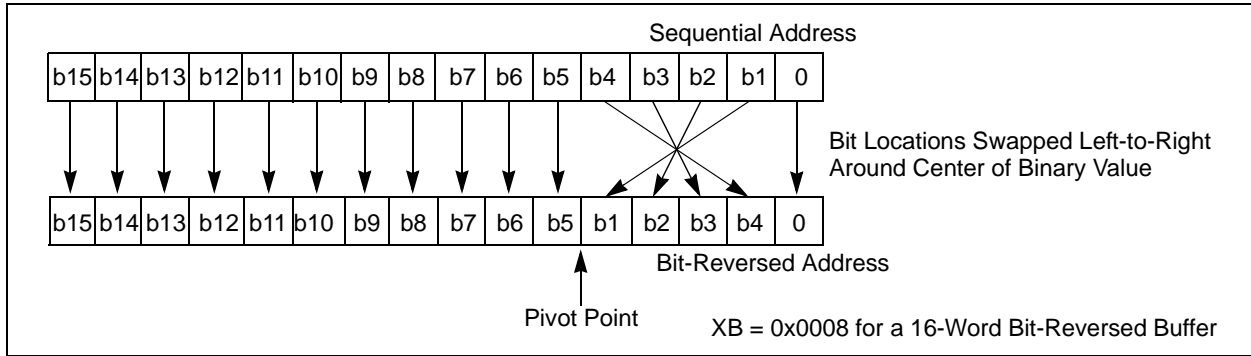 Sequential Address
b15 b14 b13 b12 b11 b10 b9 b8 b7 b6 b5 b4 b3 b2 b1 0
Bit Locations Swapped Left-to-Right
Around Center of Binary Value
b15 b14 b13 b12 b11 b10 b9 b8 b7 b6 b5 b1 b2 b3 b4 0
Bit-Reversed Address
Pivot Point
XB = 0x0008 for a 16-Word Bit-Reversed Buffer